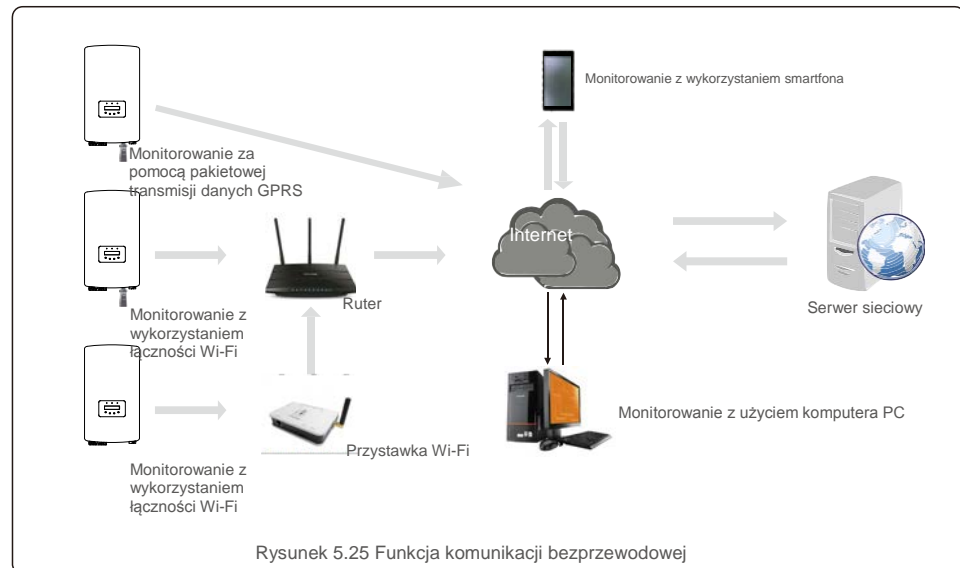 Monitorowanie z wykorzystaniem smartfona
Monitorowanie za
pomocą pakietowej
transmisji danych GPRS
Internet
Ruter
Serwer sieciowy
Monitorowanie z
wykorzystaniem
łączności Wi-Fi
Monitorowanie z użyciem komputera PC
Przystawka Wi-Fi
Monitorowanie z
wykorzystaniem
łączności Wi-Fi
Rysunek 5.25 Funkcja komunikacji bezprzewodowej